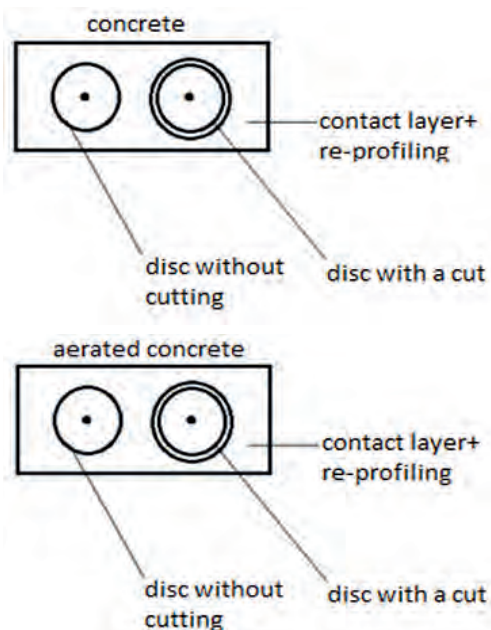 concrete
contact layer+
re-profiling
disc without
cutting
disc with a cut
aerated concrete
contact layer+
re-profiling
disc without
cutting
disc with a cut